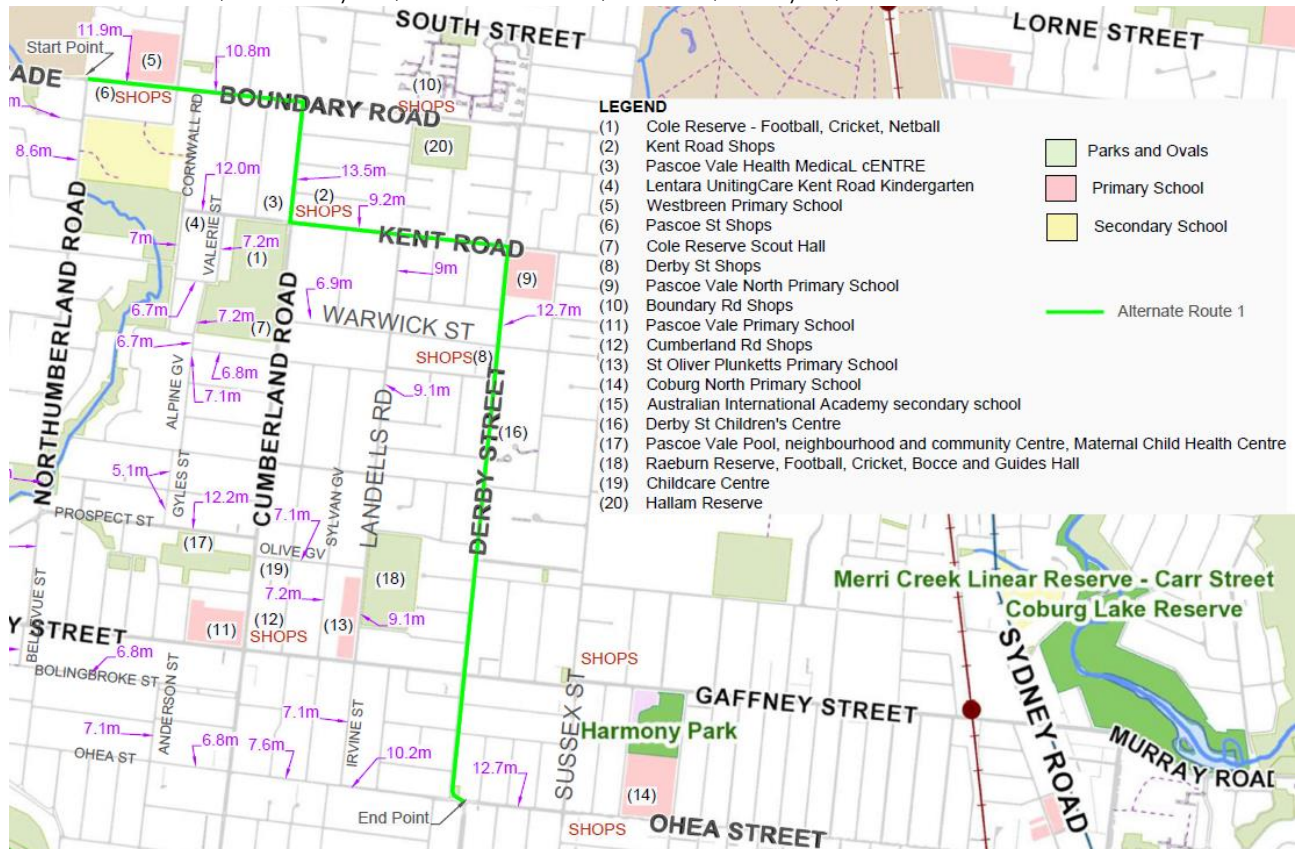 SOUTH STREET
LORNE STREET
11.9m
Start Point
(5)
10.8m
ADE
(6)
SHOPS
BOUNDARY ROAD
(10)
SHOPS
(20)
m
8.6m
CORNWALL RD
12.0m
13.5m
(3)
(2)
SHOPS
9.2m
(4)
KENT ROAD
NORTHUMBERLAND ROAD
7m
VALERIE ST
7.2m
(1)
9m
(9)
6.7m
6.9m
12.7m
7.2m
(7)
WARWICK ST
6.7m
CUMBERLAND ROAD
SHOPS
(8)
6.8m
7.1m
ALPINE GV
9.1m
DERBY STREET
(16)
LANDELLS RD
5.1m
GYLES ST
12.2m
SYLVAN GV
7.1m
PROSPECT ST
(17)
OLIVE GV
(19)
(18)
7.2m
9.1m
BELLEVUE ST
(11)
(12)
SHOPS
(13)
Y STREET
6.8m
BOLINGBROKE ST
ANDERSON ST
7.1m
7.1m
IRVINE ST
OHEA ST
6.8m
7.6m
10.2m
12.7m
End Point
SUSSEX ST
SHOPS
GAFFNEY STREET
Harmony Park
(14)
SHOPS
OHEA STREET
Merri Creek Linear Reserve - Carr Street
Coburg Lake Reserve
SYDNEY ROAD
MURRAY ROAD
LEGEND
(1) Cole Reserve - Football, Cricket, Netball
(2) Kent Road Shops
(3) Pascoe Vale Health MedicaL cENTRE
(4) Lentara UnitingCare Kent Road Kindergarten
(5) Westbreen Primary School
(6) Pascoe St Shops
(7) Cole Reserve Scout Hall
(8) Derby St Shops
(9) Pascoe Vale North Primary School
(10) Boundary Rd Shops
(11) Pascoe Vale Primary School
(12) Cumberland Rd Shops
(13) St Oliver Plunketts Primary School
(14) Coburg North Primary School
(15) Australian International Academy secondary school
(16) Derby St Children's Centre
(17) Pascoe Vale Pool, neighbourhood and community Centre, Maternal Child Health Centre
(18) Raeburn Reserve, Football, Cricket, Bocce and Guides Hall
(19) Childcare Centre
(20) Hallam Reserve
Parks and Ovals
Primary School
Secondary School
Alternate Route 1